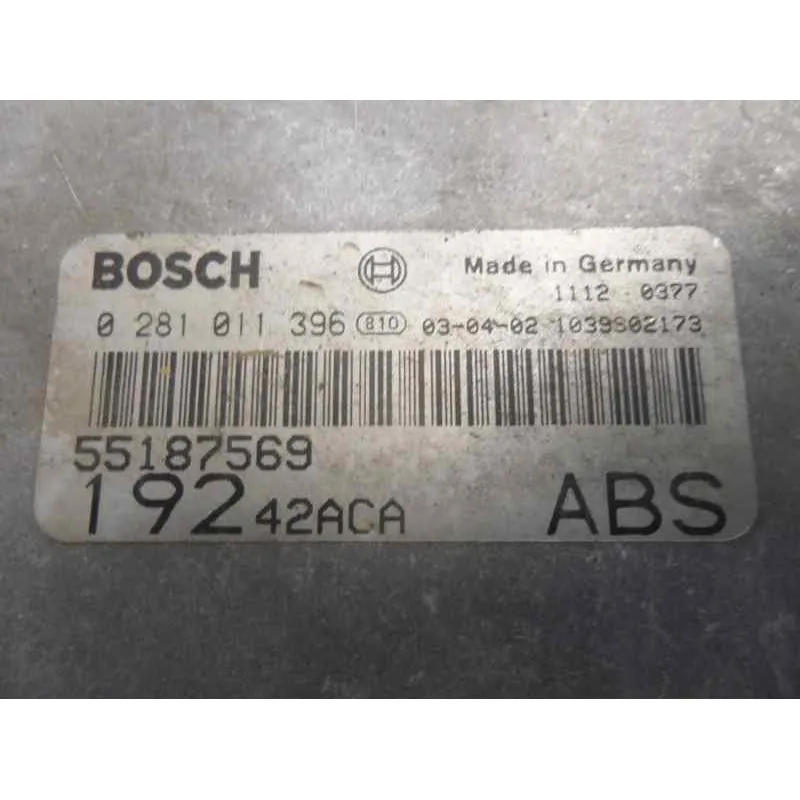 BOSCH Made in Germany
1112 0377
0 281 011 396 810 03-04-02 1039S02173
55187569
192 42ACA ABS